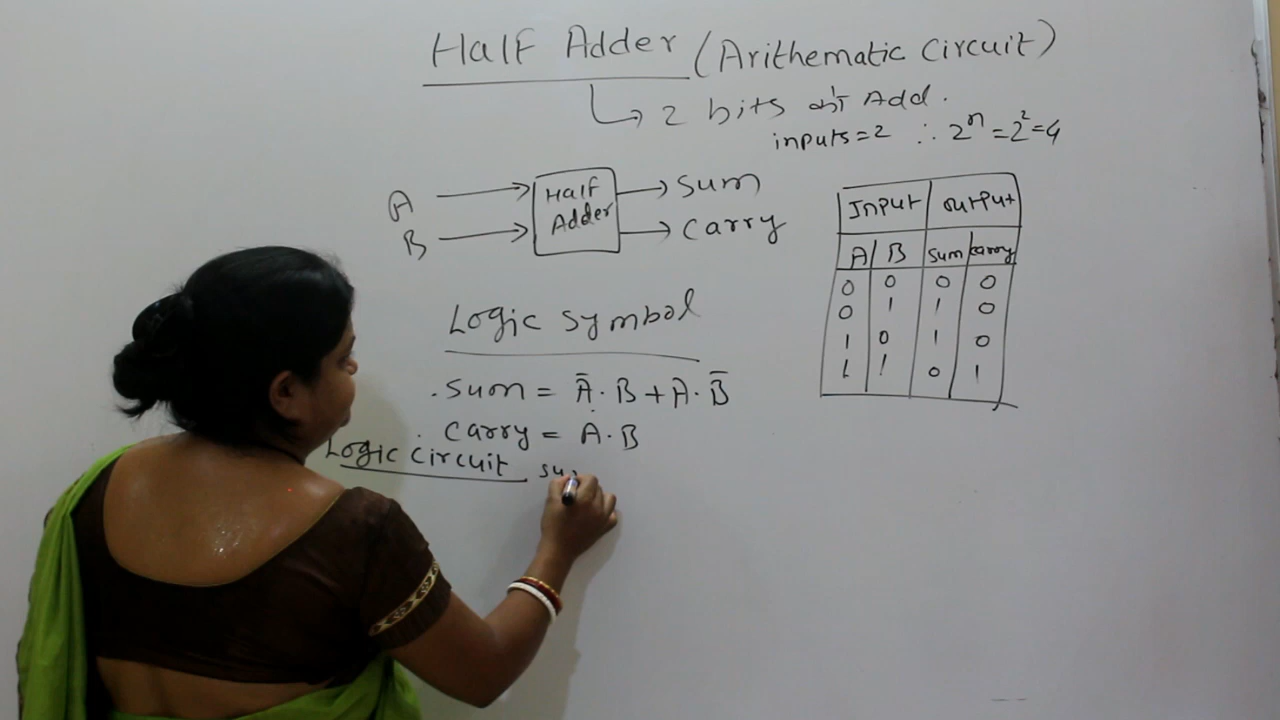 Half Adder (Arithematic Circuit)
2 bits का Add.
inputs=2 ∴ 2ⁿ = 2² = 4
A
B
Half
Adder
Sum
Carry
Input Output
A B Sum Carry
0 0 0 0
0 1 1 0
1 0 1 0
1 1 0 1
Logic symbol
.Sum = Ā·B + A·B̄
Carry = A·B
Logic circuit su